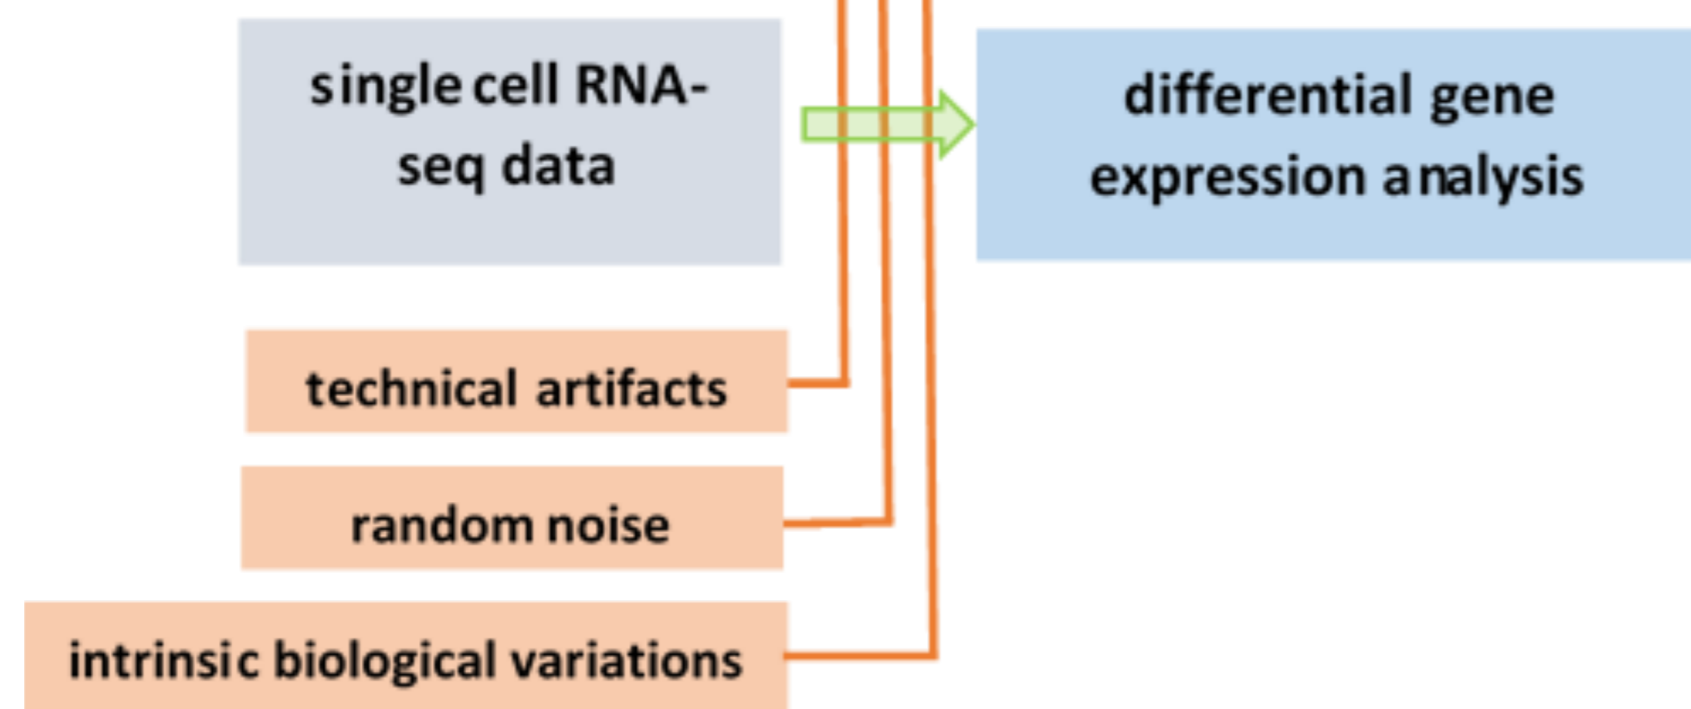 single cell RNA-
seq data
differential gene
expression analysis
technical artifacts
random noise
intrinsic biological variations